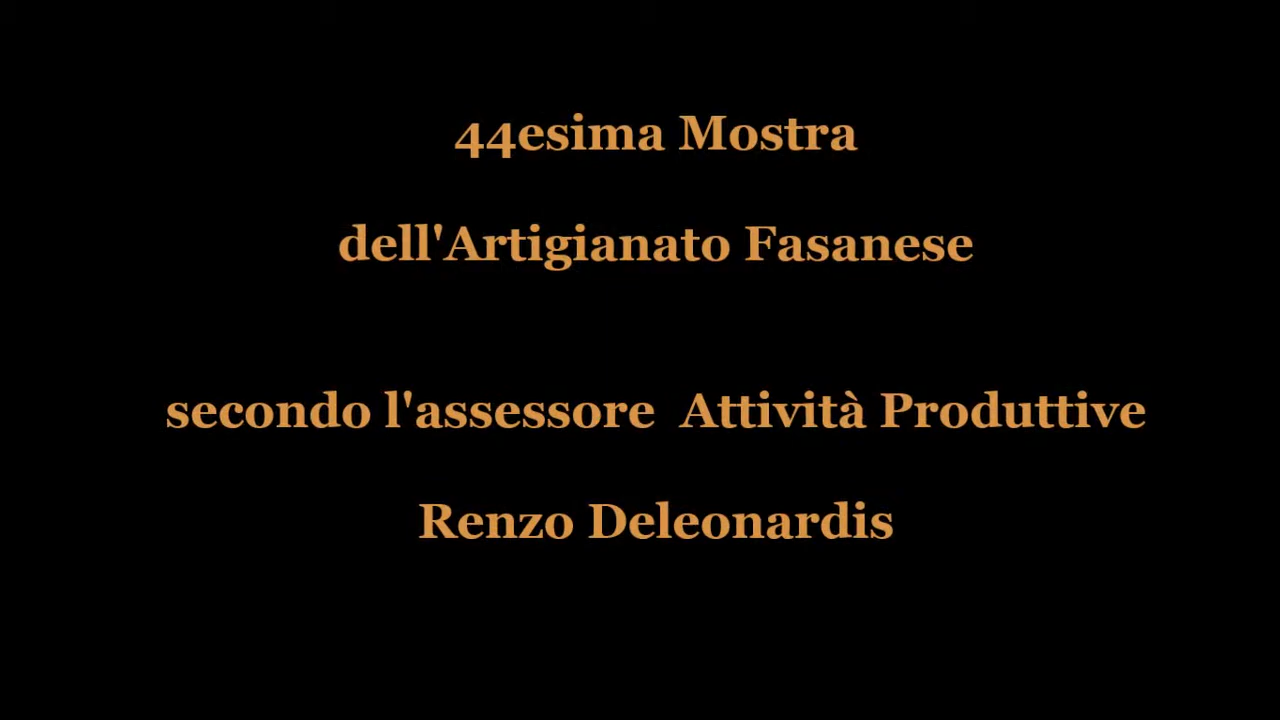 44esima Mostra
dell'Artigianato Fasanese
secondo l'assessore  Attività Produttive
Renzo Deleonardis